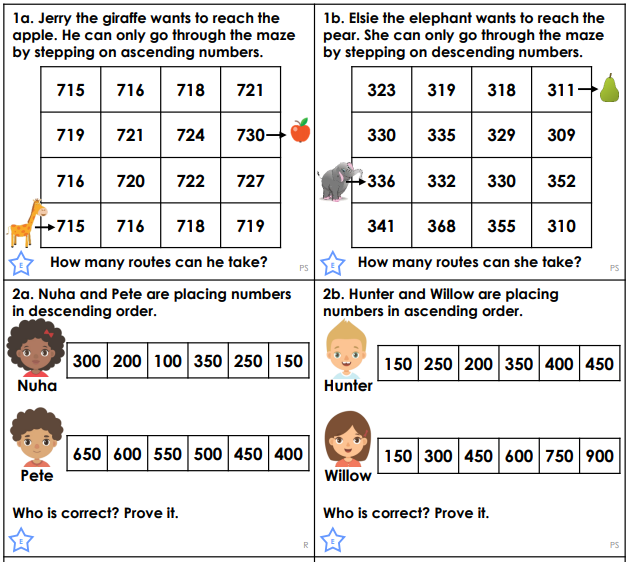 1a. Jerry the giraffe wants to reach the
apple. He can only go through the maze
by stepping on ascending numbers.
715 716 718 721
719 721 724 730
716 720 722 727
715 716 718 719
How many routes can he take?
E
PS
1b. Elsie the elephant wants to reach the
pear. She can only go through the maze
by stepping on descending numbers.
323 319 318 311
330 335 329 309
336 332 330 352
341 368 355 310
How many routes can she take?
E
PS
2a. Nuha and Pete are placing numbers
in descending order.
300 200 100 350 250 150
Nuha
650 600 550 500 450 400
Pete
Who is correct? Prove it.
E
R
2b. Hunter and Willow are placing
numbers in ascending order.
150 250 200 350 400 450
Hunter
150 300 450 600 750 900
Willow
Who is correct? Prove it.
E
PS